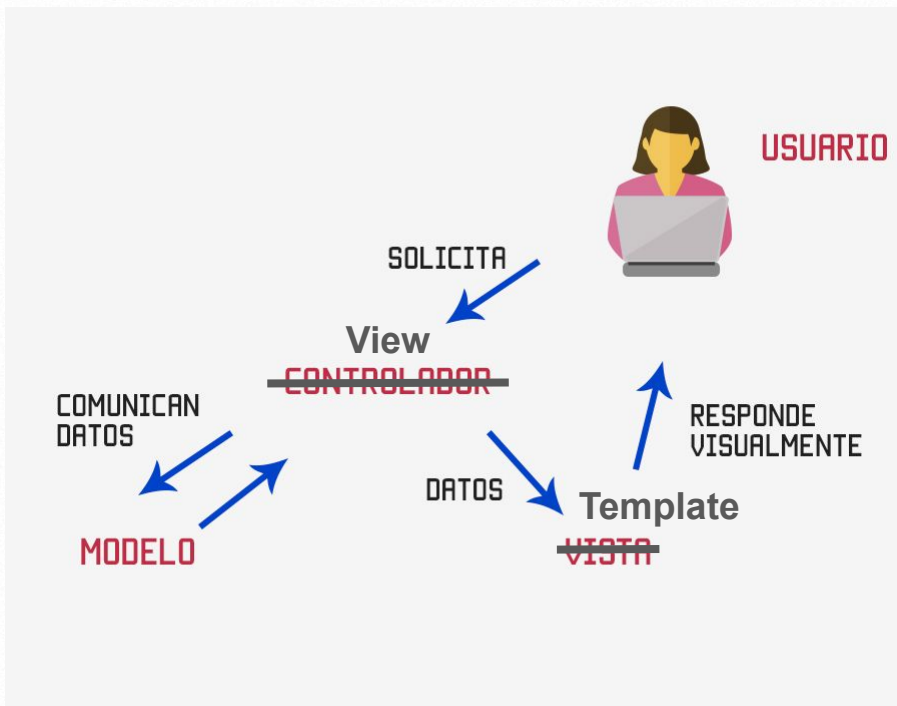 USUARIO
SOLICITA
View
CONTROLADOR
COMUNICAN
DATOS
RESPONDE
VISUALMENTE
DATOS
Template
MODELO
VISTA